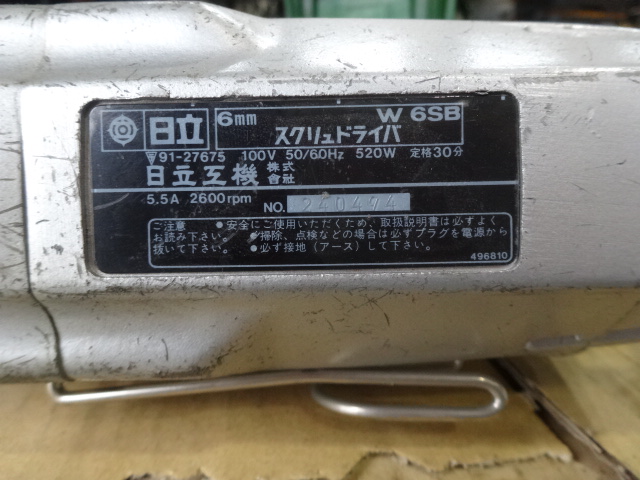 日立 6mm W 6SB
スクリュドライバ
▽91-27675 100V 50/60Hz 520W 定格30分
日立工機 株式會社
5.5A 2600rpm NO. 240474
ご注意 ●安全にご使用いただくため、取扱説明書は必ずよく
お読み下さい。 ●掃除、点検などの場合は必ずプラグを電源から
抜いて下さい。 ●必ず接地(アース)して下さい。
496810